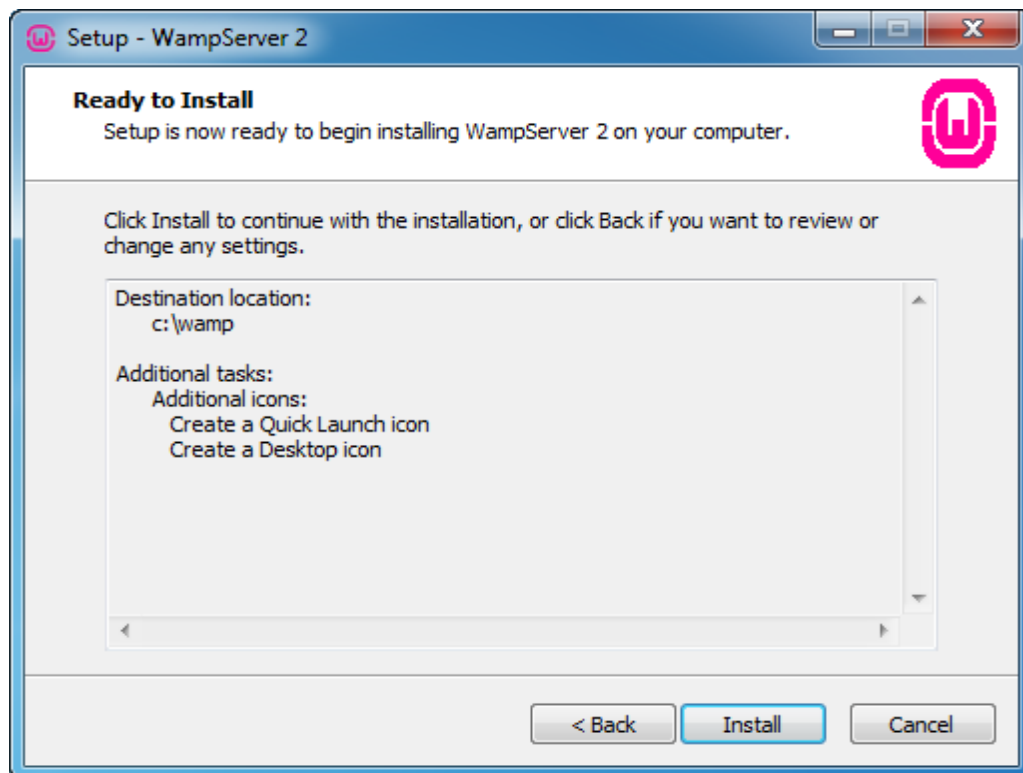 Setup - WampServer 2
Ready to Install
Setup is now ready to begin installing WampServer 2 on your computer.
Click Install to continue with the installation, or click Back if you want to review or
change any settings.
Destination location:
c:\wamp
Additional tasks:
Additional icons:
Create a Quick Launch icon
Create a Desktop icon
< Back
Install
Cancel